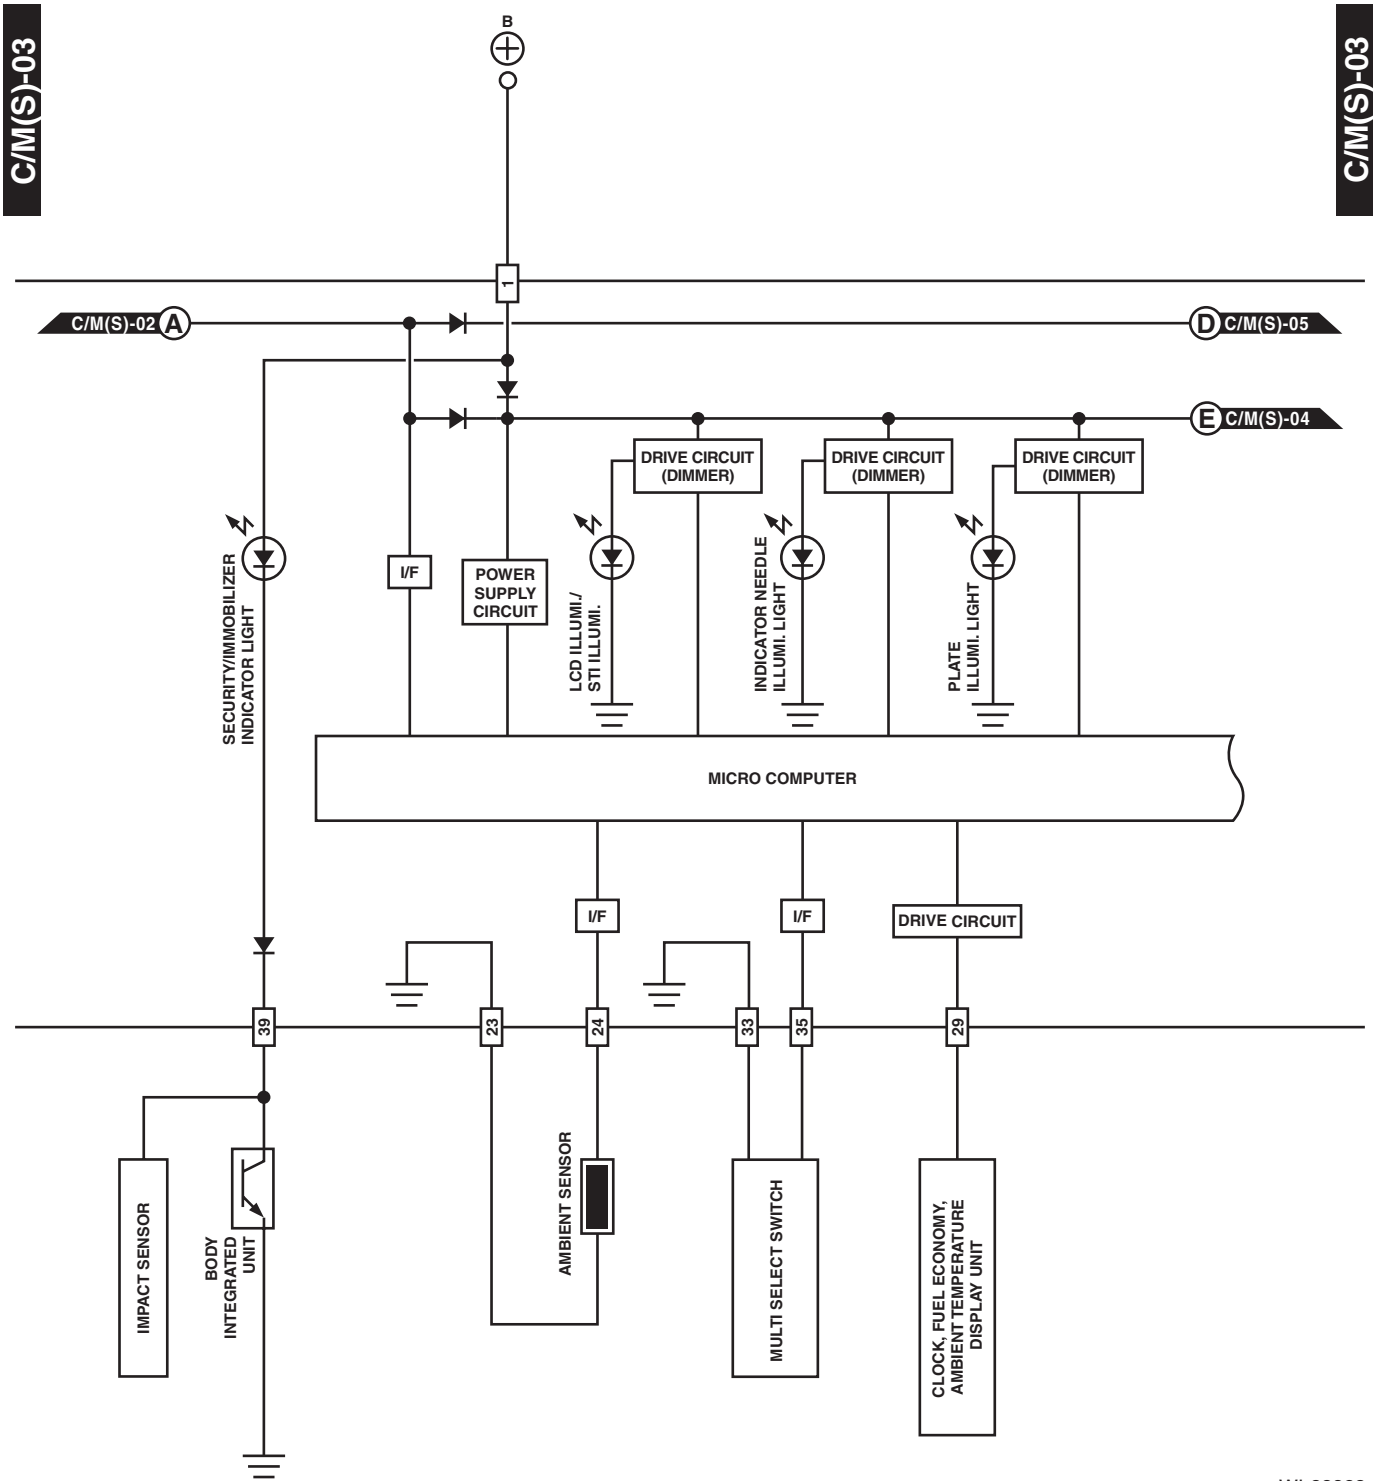 C/M(S)-03
C/M(S)-03
B
1
C/M(S)-02 A
D C/M(S)-05
E C/M(S)-04
DRIVE CIRCUIT
(DIMMER)
DRIVE CIRCUIT
(DIMMER)
DRIVE CIRCUIT
(DIMMER)
SECURITY/IMMOBILIZER
INDICATOR LIGHT
I/F
POWER
SUPPLY
CIRCUIT
LCD ILLUMI./
STI ILLUMI.
INDICATOR NEEDLE
ILLUMI. LIGHT
PLATE
ILLUMI. LIGHT
MICRO COMPUTER
I/F
I/F
DRIVE CIRCUIT
39
23
24
33
35
29
IMPACT SENSOR
BODY
INTEGRATED
UNIT
AMBIENT SENSOR
MULTI SELECT SWITCH
CLOCK, FUEL ECONOMY,
AMBIENT TEMPERATURE
DISPLAY UNIT